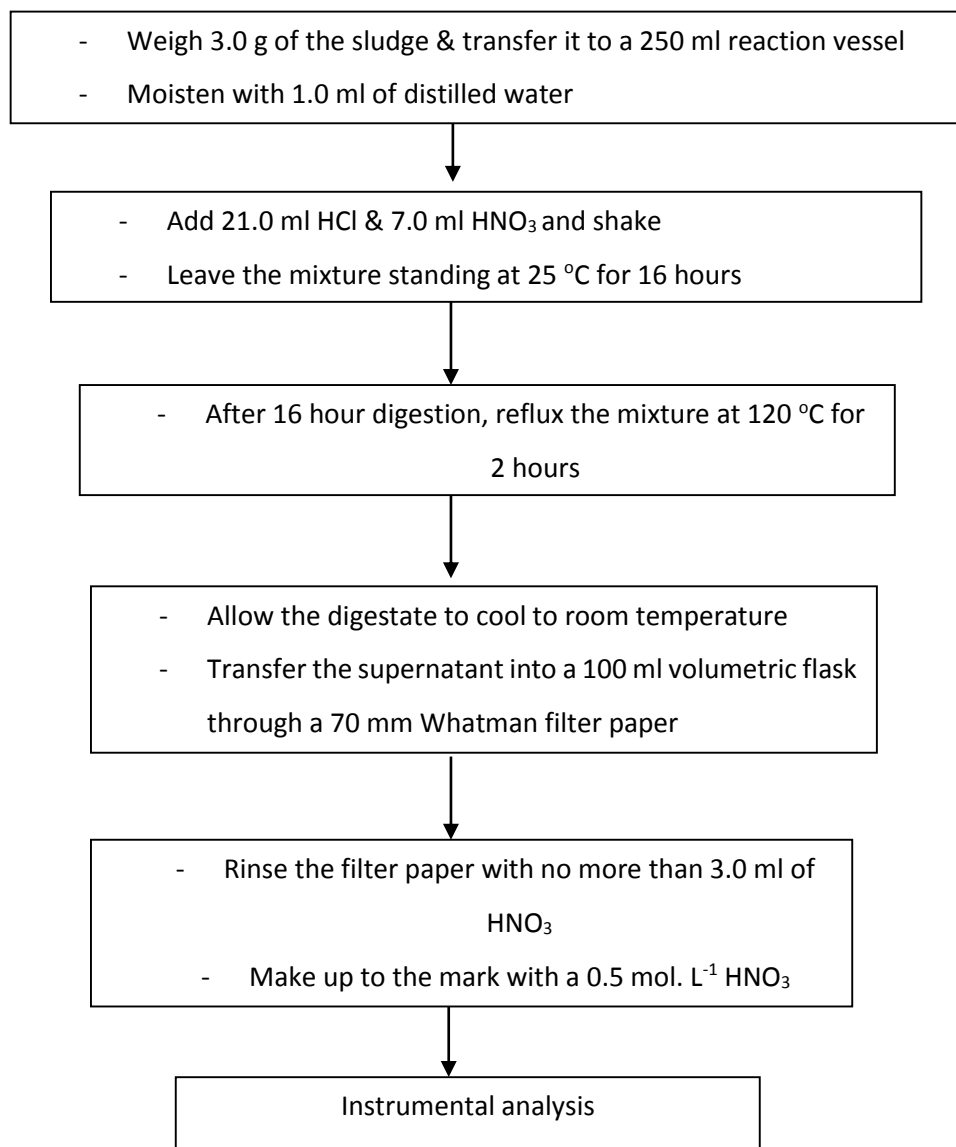 - Weigh 3.0 g of the sludge & transfer it to a 250 ml reaction vessel
- Moisten with 1.0 ml of distilled water
- Add 21.0 ml HCl & 7.0 ml HNO₃ and shake
- Leave the mixture standing at 25 ºC for 16 hours
- After 16 hour digestion, reflux the mixture at 120 ºC for
2 hours
- Allow the digestate to cool to room temperature
- Transfer the supernatant into a 100 ml volumetric flask
through a 70 mm Whatman filter paper
- Rinse the filter paper with no more than 3.0 ml of
HNO₃
- Make up to the mark with a 0.5 mol. L⁻¹ HNO₃
Instrumental analysis